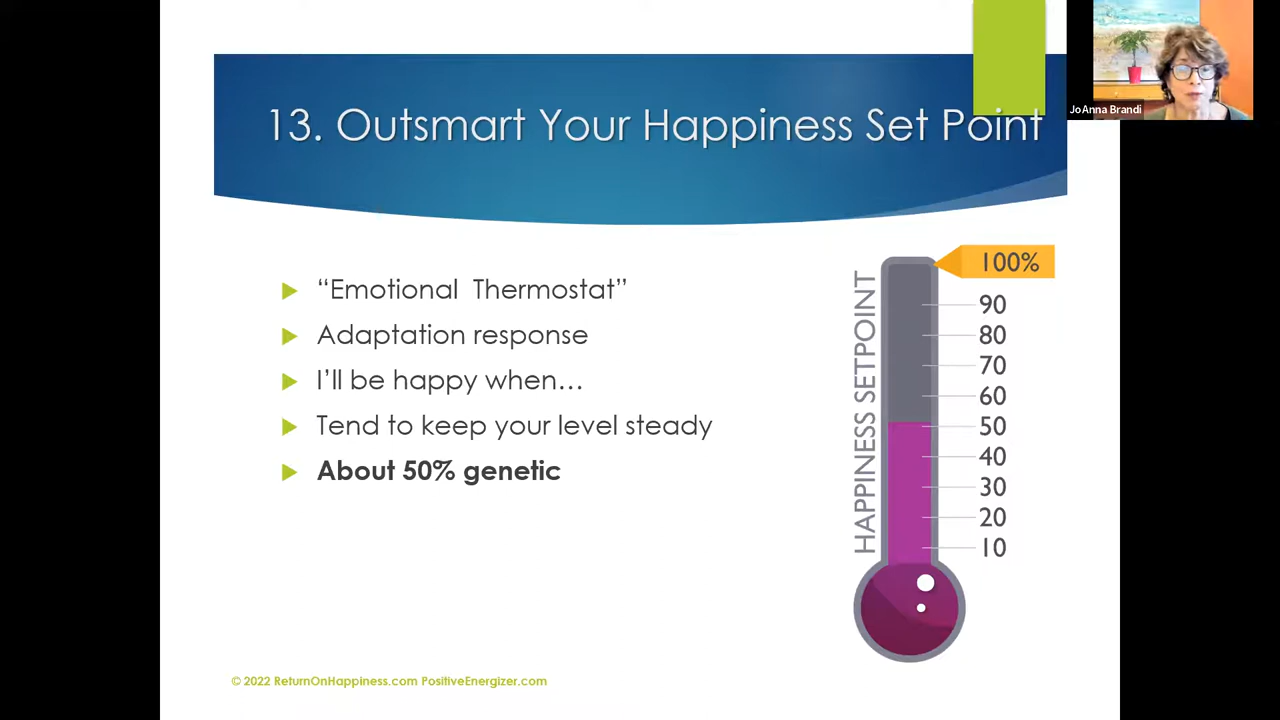 13. Outsmart Your Happiness Set Point
JoAnna Brandi
“Emotional Thermostat”
Adaptation response
I’ll be happy when…
Tend to keep your level steady
About 50% genetic
HAPPINESS SETPOINT
100%
90
80
70
60
50
40
30
20
10
© 2022 ReturnOnHappiness.com PositiveEnergizer.com